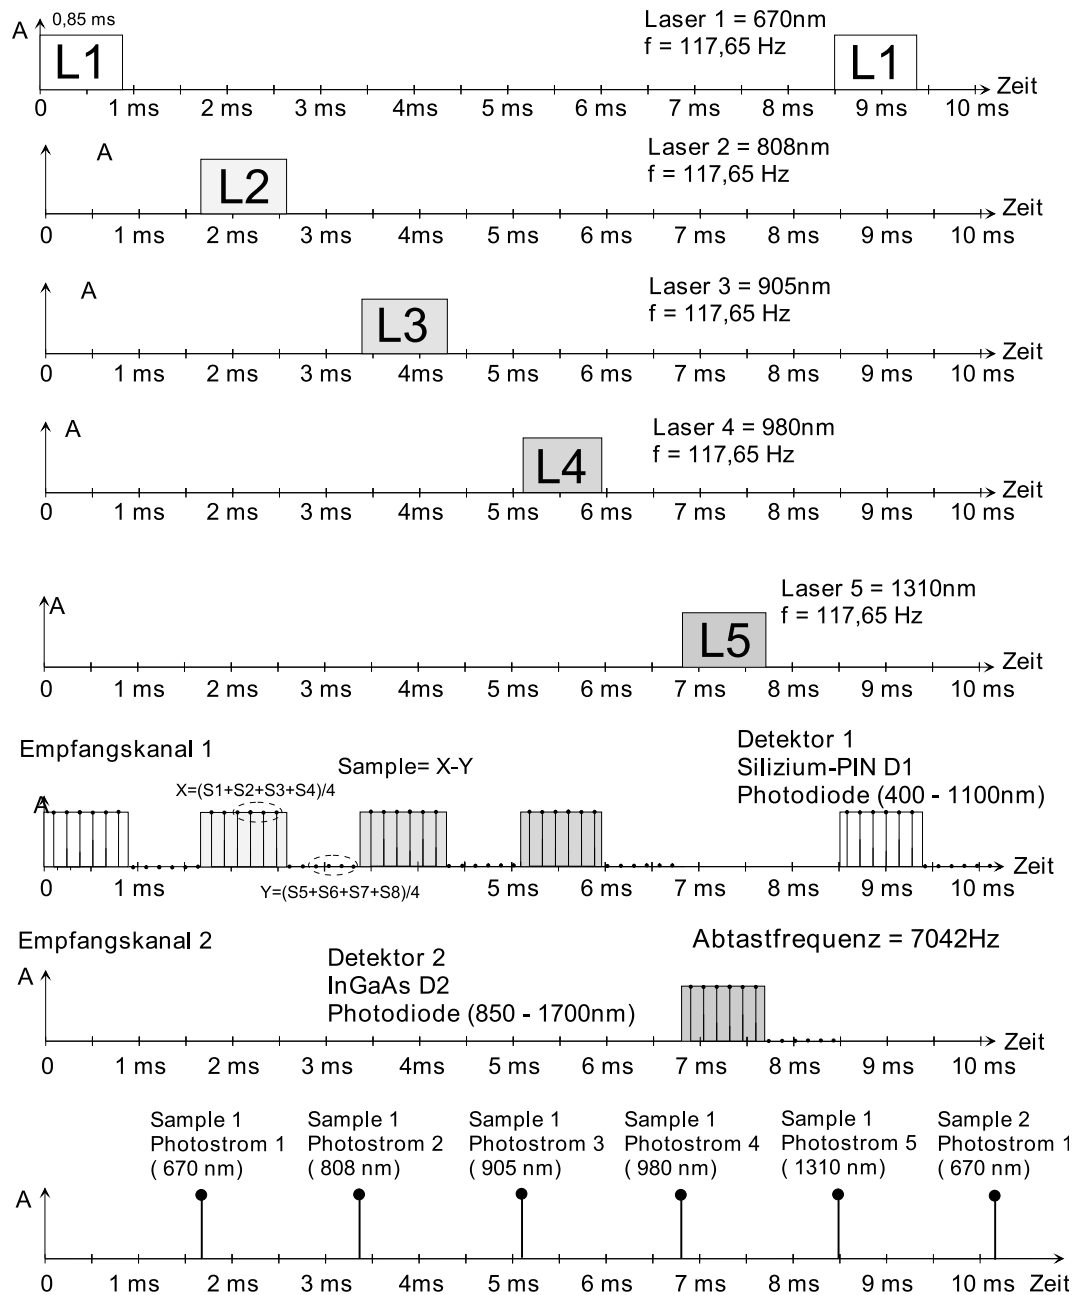 A
0,85 ms
Laser 1 = 670nm
f = 117,65 Hz
L1
L1
Zeit
0 1 ms 2 ms 3 ms 4ms 5 ms 6 ms 7 ms 8 ms 9 ms 10 ms
A
Laser 2 = 808nm
f = 117,65 Hz
L2
Zeit
0 1 ms 2 ms 3 ms 4ms 5 ms 6 ms 7 ms 8 ms 9 ms 10 ms
A
Laser 3 = 905nm
f = 117,65 Hz
L3
Zeit
0 1 ms 2 ms 3 ms 4ms 5 ms 6 ms 7 ms 8 ms 9 ms 10 ms
A
Laser 4 = 980nm
f = 117,65 Hz
L4
Zeit
0 1 ms 2 ms 3 ms 4ms 5 ms 6 ms 7 ms 8 ms 9 ms 10 ms
A
Laser 5 = 1310nm
f = 117,65 Hz
L5
Zeit
0 1 ms 2 ms 3 ms 4ms 5 ms 6 ms 7 ms 8 ms 9 ms 10 ms
Empfangskanal 1
Detektor 1
Silizium-PIN D1
Photodiode (400 - 1100nm)
Sample= X-Y
X=(S1+S2+S3+S4)/4
A
Zeit
Y=(S5+S6+S7+S8)/4
0 1 ms 2 ms 5 ms 6 ms 7 ms 8 ms 9 ms 10 ms
Empfangskanal 2
Abtastfrequenz = 7042Hz
Detektor 2
InGaAs D2
Photodiode (850 - 1700nm)
A
Zeit
0 1 ms 2 ms 3 ms 4ms 5 ms 6 ms 7 ms 8 ms 9 ms 10 ms
Sample 1
Photostrom 1
( 670 nm)
Sample 1
Photostrom 2
( 808 nm)
Sample 1
Photostrom 3
( 905 nm)
Sample 1
Photostrom 4
( 980 nm)
Sample 1
Photostrom 5
( 1310 nm)
Sample 2
Photostrom 1
( 670 nm)
A
0 1 ms 2 ms 3 ms 4ms 5 ms 6 ms 7 ms 8 ms 9 ms 10 ms Zeit